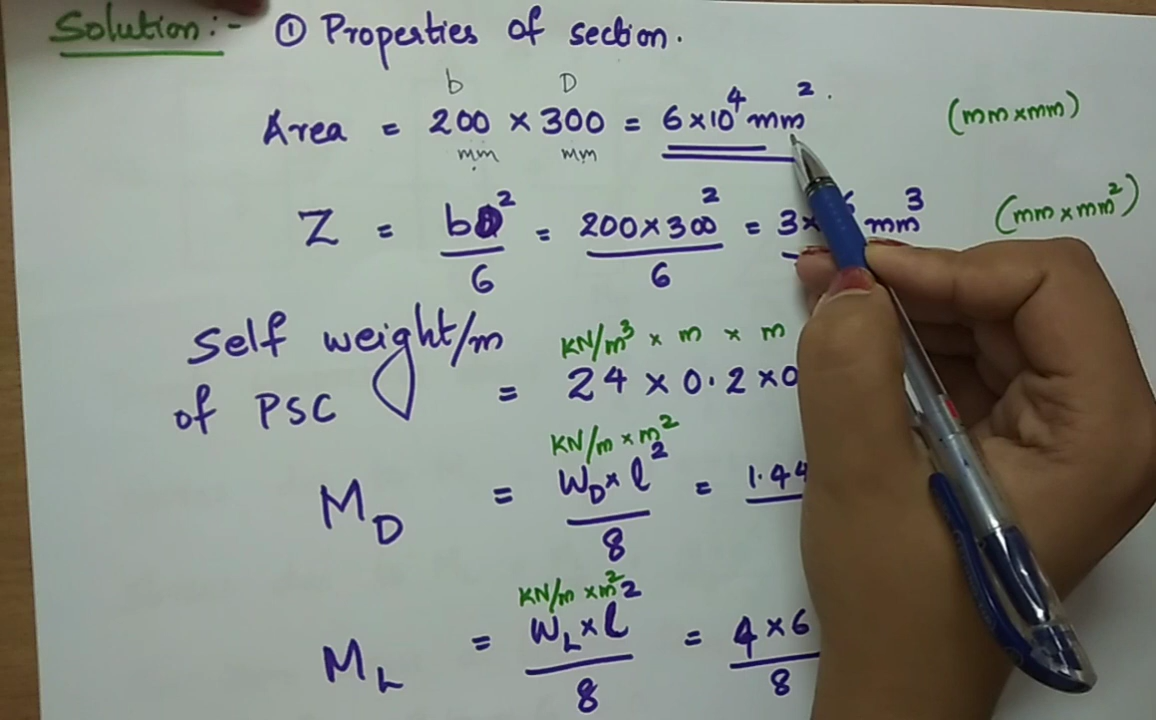 Solution :- ① Properties of section.
b D
Area = 200 × 300 = 6×10⁴ mm². (mm×mm)
mm mm
Z = bD²/6 = 200×300²/6 = 3× mm³ (mm×mm²)
Self weight/m KN/m³ × m × m
of PSC = 24 × 0.2 ×0
KN/m × m²
M_D = W_D × l²/8 = 1.44
KN/m × m²
M_L = W_L × l²/8 = 4×6/8